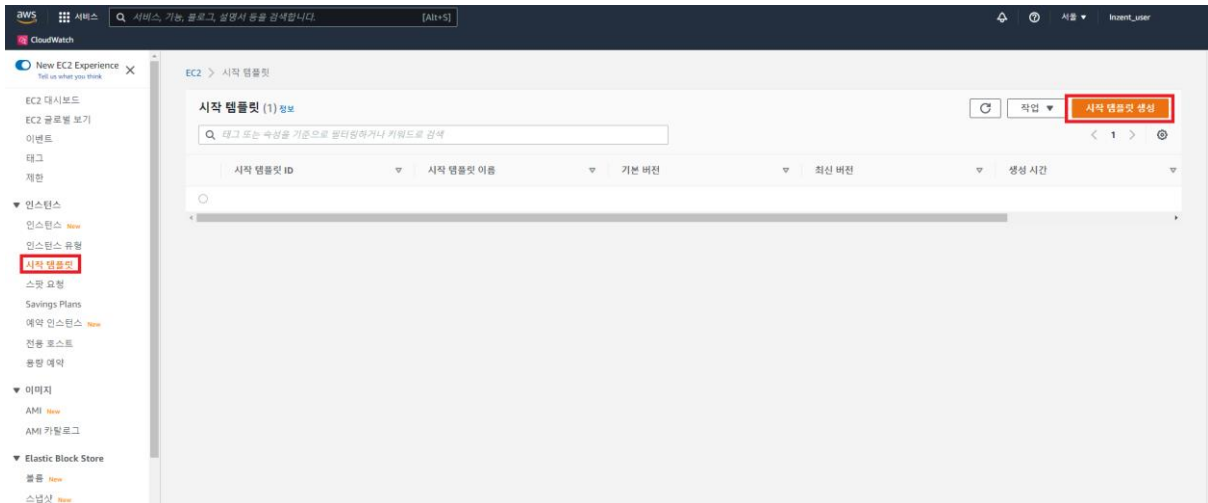 aws 서비스 서비스, 기능, 블로그, 설명서 등을 검색합니다. [Alt+S] 서울 ▼ Inzent_user
CloudWatch
New EC2 Experience
Tell us what you think
EC2 대시보드
EC2 글로벌 보기
이벤트
태그
제한
▼ 인스턴스
인스턴스 New
인스턴스 유형
시작 템플릿
스팟 요청
Savings Plans
예약 인스턴스 New
전용 호스트
용량 예약
▼ 이미지
AMI New
AMI 카탈로그
▼ Elastic Block Store
볼륨 New
스냅샷 New
EC2 > 시작 템플릿
시작 템플릿 (1) 정보
작업 ▼ 시작 템플릿 생성
태그 또는 속성을 기준으로 필터링하거나 키워드로 검색
< 1 >
시작 템플릿 ID 시작 템플릿 이름 기본 버전 최신 버전 생성 시간